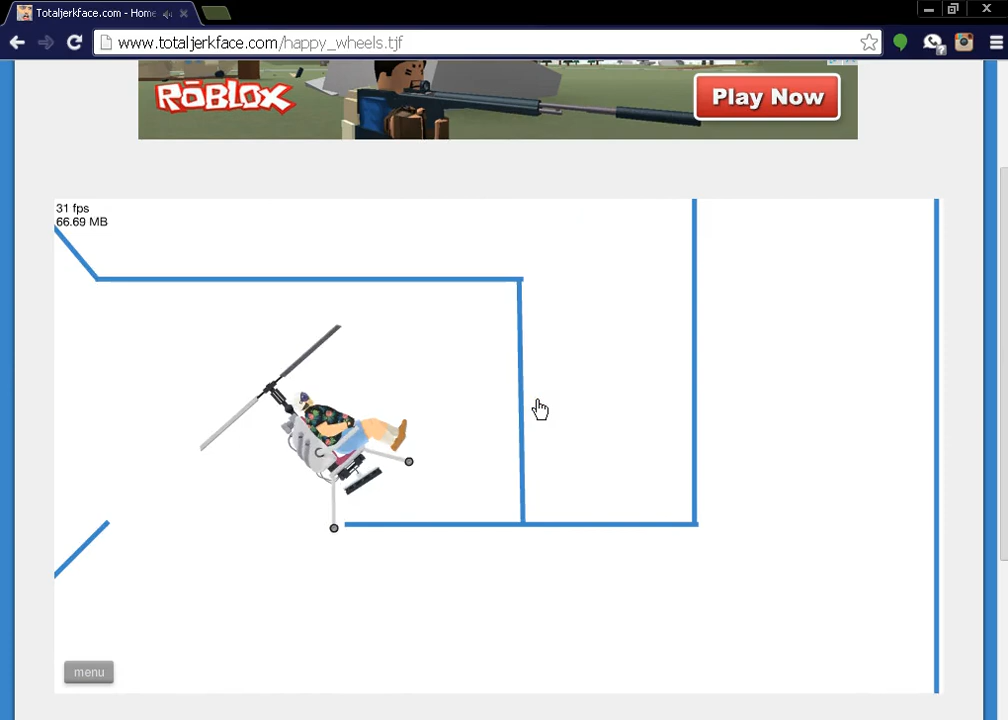 Totaljerkface.com - Home
www.totaljerkface.com/happy_wheels.tjf
ROBLOX
Play Now
31 fps
66.69 MB
menu